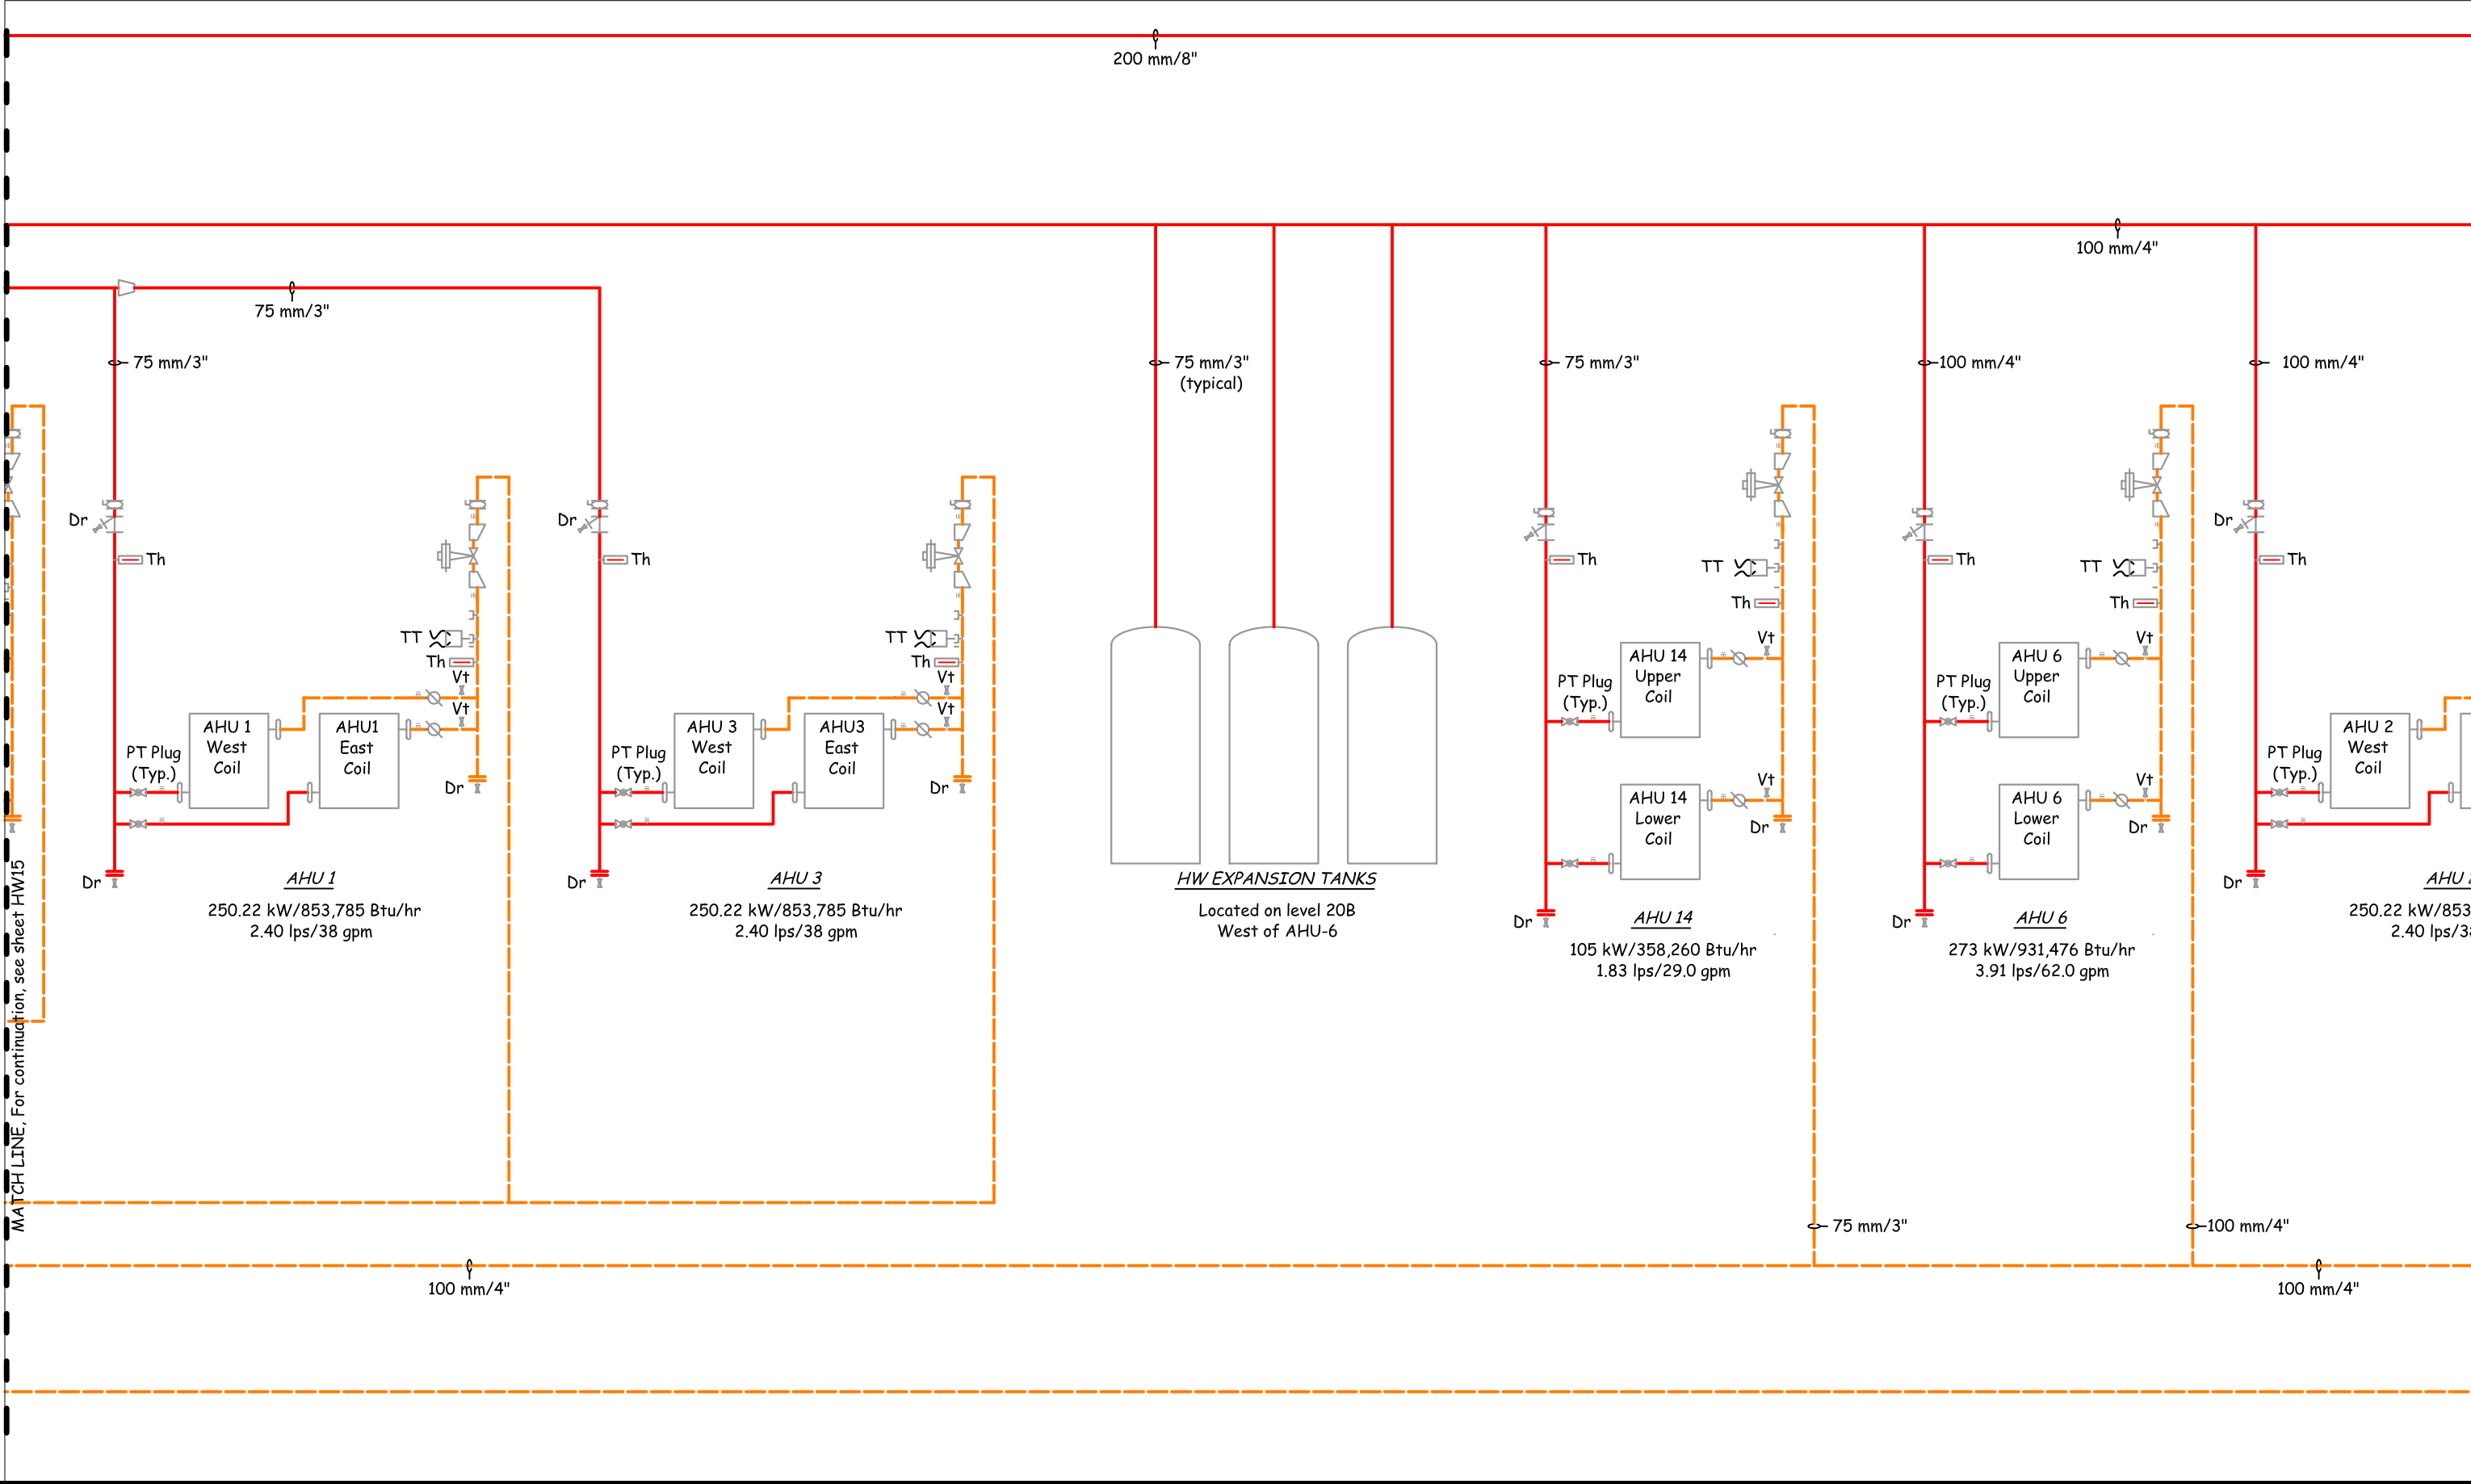 200 mm/8"
100 mm/4"
75 mm/3"
75 mm/3"
75 mm/3"
(typical)
75 mm/3"
100 mm/4"
100 mm/4"
Dr
Th
TT
Th
Vt
Vt
AHU 1
West
Coil
AHU1
East
Coil
PT Plug
(Typ.)
Dr
Dr
AHU 1
250.22 kW/853,785 Btu/hr
2.40 lps/38 gpm
Dr
Th
TT
Th
Vt
Vt
AHU 3
West
Coil
AHU3
East
Coil
PT Plug
(Typ.)
Dr
Dr
AHU 3
250.22 kW/853,785 Btu/hr
2.40 lps/38 gpm
HW EXPANSION TANKS
Located on level 20B
West of AHU-6
Th
TT
Th
Vt
AHU 14
Upper
Coil
PT Plug
(Typ.)
Vt
AHU 14
Lower
Coil
Dr
Dr
AHU 14
105 kW/358,260 Btu/hr
1.83 lps/29.0 gpm
Th
TT
Th
Vt
AHU 6
Upper
Coil
PT Plug
(Typ.)
Vt
AHU 6
Lower
Coil
Dr
Dr
AHU 6
273 kW/931,476 Btu/hr
3.91 lps/62.0 gpm
Dr
Th
AHU 2
West
Coil
PT Plug
(Typ.)
Dr
AHU
250.22 kW/853
2.40 lps/3
MATCH LINE, For continuation, see sheet HW15
75 mm/3"
100 mm/4"
100 mm/4"
100 mm/4"